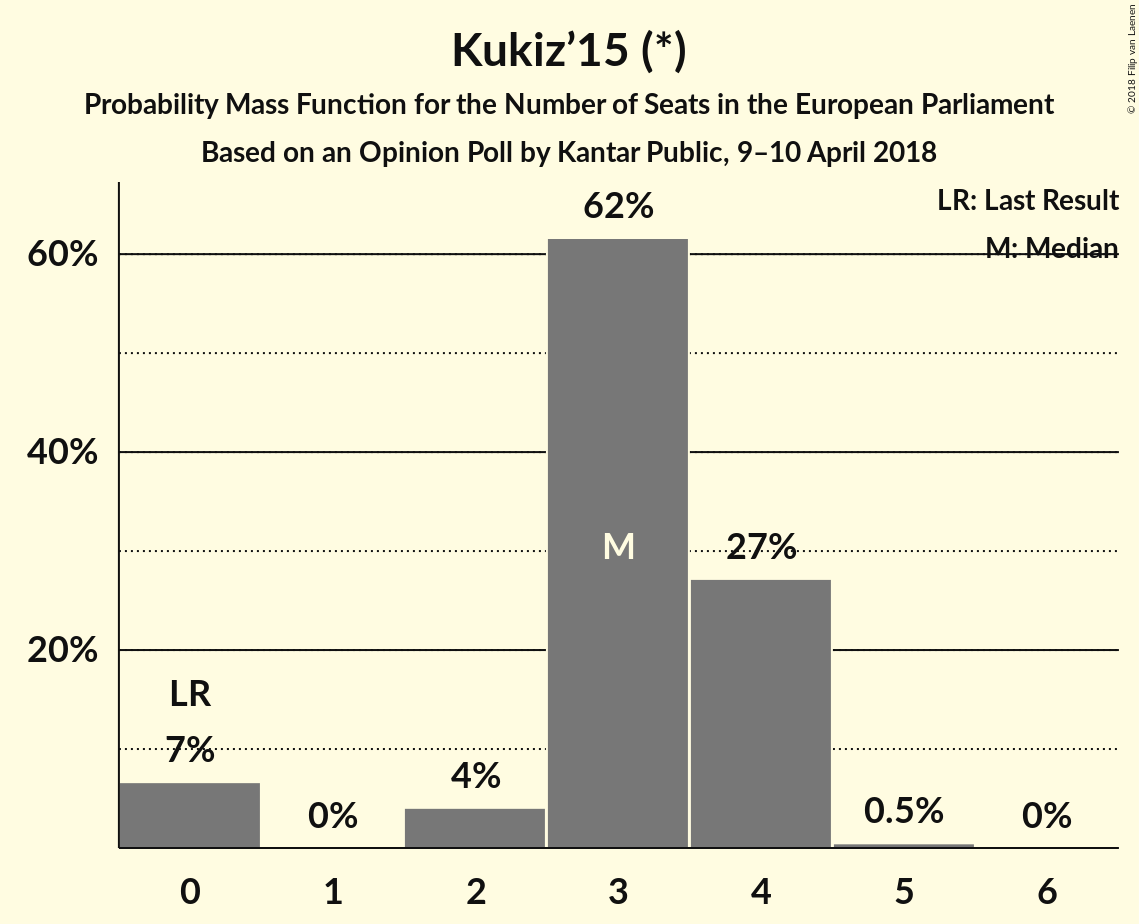 Kukiz’15 (*)
Probability Mass Function for the Number of Seats in the European Parliament
Based on an Opinion Poll by Kantar Public, 9–10 April 2018
© 2018 Filip van Laenen
LR: Last Result
M: Median
60%
40%
20%
LR
7%
0%
4%
62%
M
27%
0.5%
0%
0 1 2 3 4 5 6